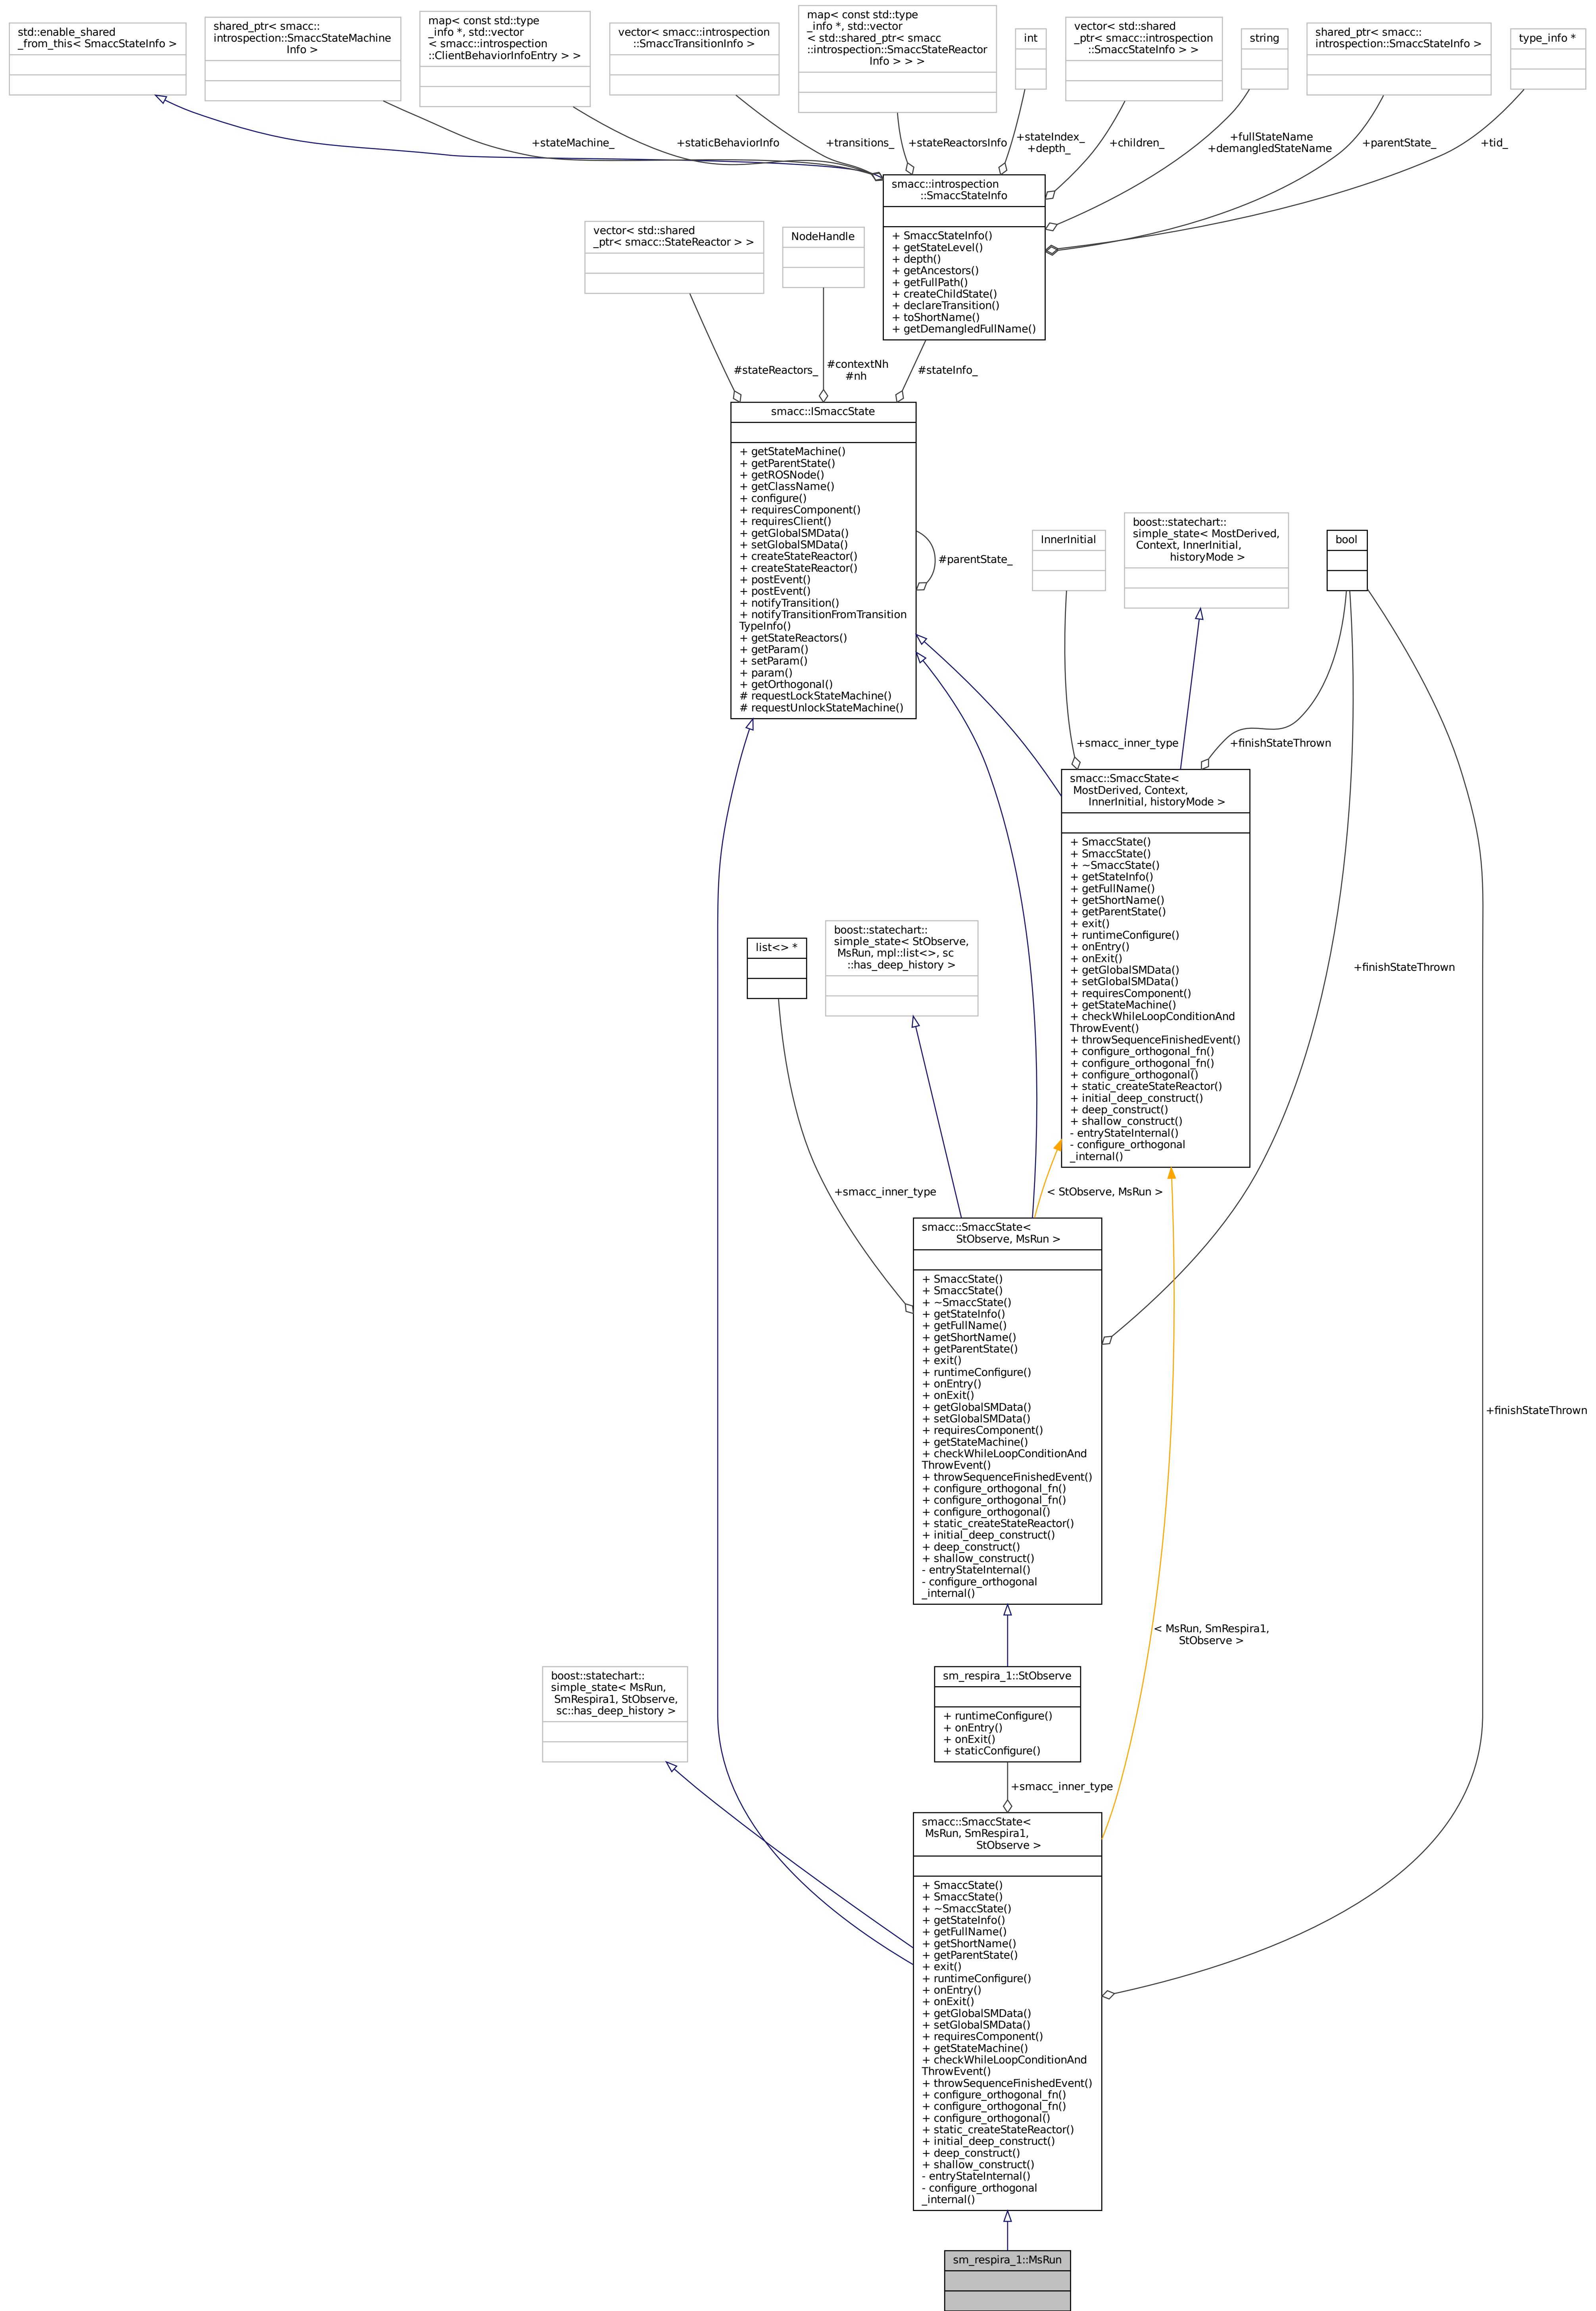 std::enable_shared
_from_this< SmaccStateInfo >
shared_ptr< smacc::
introspection::SmaccStateMachine
Info >
map< const std::type
_info *, std::vector
< smacc::introspection
::ClientBehaviorInfoEntry > >
vector< smacc::introspection
::SmaccTransitionInfo >
map< const std::type
_info *, std::vector
< std::shared_ptr< smacc
::introspection::SmaccStateReactor
Info > > >
int
vector< std::shared
_ptr< smacc::introspection
::SmaccStateInfo > >
string
shared_ptr< smacc::
introspection::SmaccStateInfo >
type_info *
+stateMachine_
+staticBehaviorInfo
+transitions_
+stateReactorsInfo
+stateIndex_
+depth_
+children_
+fullStateName
+demangledStateName
+parentState_
+tid_
smacc::introspection
::SmaccStateInfo
+ SmaccStateInfo()
+ getStateLevel()
+ depth()
+ getAncestors()
+ getFullPath()
+ createChildState()
+ declareTransition()
+ toShortName()
+ getDemangledFullName()
vector< std::shared
_ptr< smacc::StateReactor > >
NodeHandle
#stateReactors_
#contextNh
#nh
#stateInfo_
smacc::ISmaccState
+ getStateMachine()
+ getParentState()
+ getROSNode()
+ getClassName()
+ configure()
+ requiresComponent()
+ requiresClient()
+ getGlobalSMData()
+ setGlobalSMData()
+ createStateReactor()
+ createStateReactor()
+ postEvent()
+ postEvent()
+ notifyTransition()
+ notifyTransitionFromTransition
TypeInfo()
+ getStateReactors()
+ getParam()
+ setParam()
+ param()
+ getOrthogonal()
# requestLockStateMachine()
# requestUnlockStateMachine()
#parentState_
InnerInitial
boost::statechart::
simple_state< MostDerived,
Context, InnerInitial,
historyMode >
bool
+smacc_inner_type
+finishStateThrown
smacc::SmaccState<
MostDerived, Context,
InnerInitial, historyMode >
+ SmaccState()
+ SmaccState()
+ ~SmaccState()
+ getStateInfo()
+ getFullName()
+ getShortName()
+ getParentState()
+ exit()
+ runtimeConfigure()
+ onEntry()
+ onExit()
+ getGlobalSMData()
+ setGlobalSMData()
+ requiresComponent()
+ getStateMachine()
+ checkWhileLoopConditionAnd
ThrowEvent()
+ throwSequenceFinishedEvent()
+ configure_orthogonal_fn()
+ configure_orthogonal_fn()
+ configure_orthogonal()
+ static_createStateReactor()
+ initial_deep_construct()
+ deep_construct()
+ shallow_construct()
- entryStateInternal()
- configure_orthogonal
_internal()
list<> *
boost::statechart::
simple_state< StObserve,
MsRun, mpl::list<>, sc
::has_deep_history >
+finishStateThrown
+smacc_inner_type
< StObserve, MsRun >
smacc::SmaccState<
StObserve, MsRun >
+ SmaccState()
+ SmaccState()
+ ~SmaccState()
+ getStateInfo()
+ getFullName()
+ getShortName()
+ getParentState()
+ exit()
+ runtimeConfigure()
+ onEntry()
+ onExit()
+ getGlobalSMData()
+ setGlobalSMData()
+ requiresComponent()
+ getStateMachine()
+ checkWhileLoopConditionAnd
ThrowEvent()
+ throwSequenceFinishedEvent()
+ configure_orthogonal_fn()
+ configure_orthogonal_fn()
+ configure_orthogonal()
+ static_createStateReactor()
+ initial_deep_construct()
+ deep_construct()
+ shallow_construct()
- entryStateInternal()
- configure_orthogonal
_internal()
+finishStateThrown
< MsRun, SmRespira1,
StObserve >
boost::statechart::
simple_state< MsRun,
SmRespira1, StObserve,
sc::has_deep_history >
sm_respira_1::StObserve
+ runtimeConfigure()
+ onEntry()
+ onExit()
+ staticConfigure()
+smacc_inner_type
smacc::SmaccState<
MsRun, SmRespira1,
StObserve >
+ SmaccState()
+ SmaccState()
+ ~SmaccState()
+ getStateInfo()
+ getFullName()
+ getShortName()
+ getParentState()
+ exit()
+ runtimeConfigure()
+ onEntry()
+ onExit()
+ getGlobalSMData()
+ setGlobalSMData()
+ requiresComponent()
+ getStateMachine()
+ checkWhileLoopConditionAnd
ThrowEvent()
+ throwSequenceFinishedEvent()
+ configure_orthogonal_fn()
+ configure_orthogonal_fn()
+ configure_orthogonal()
+ static_createStateReactor()
+ initial_deep_construct()
+ deep_construct()
+ shallow_construct()
- entryStateInternal()
- configure_orthogonal
_internal()
sm_respira_1::MsRun